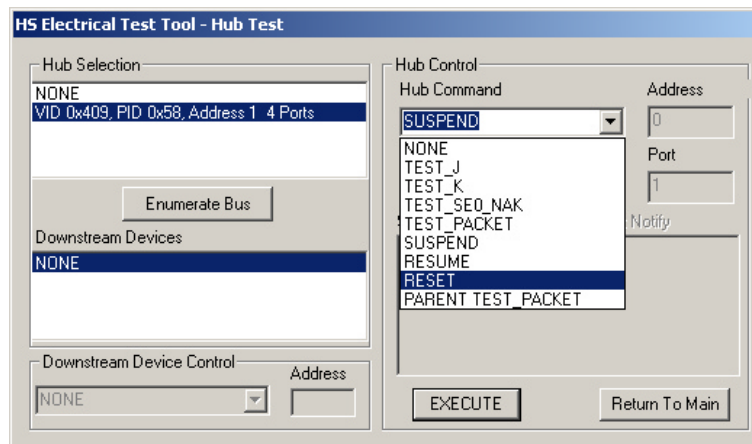 HS Electrical Test Tool - Hub Test
Hub Selection
NONE
VID 0x409, PID 0x58, Address 1 4 Ports
Enumerate Bus
Downstream Devices
NONE
Downstream Device Control
Address
NONE
Hub Control
Hub Command
Address
SUSPEND
0
NONE
TEST_J
TEST_K
TEST_SE0_NAK
TEST_PACKET
SUSPEND
RESUME
RESET
PARENT TEST_PACKET
Port
1
Notify
EXECUTE
Return To Main